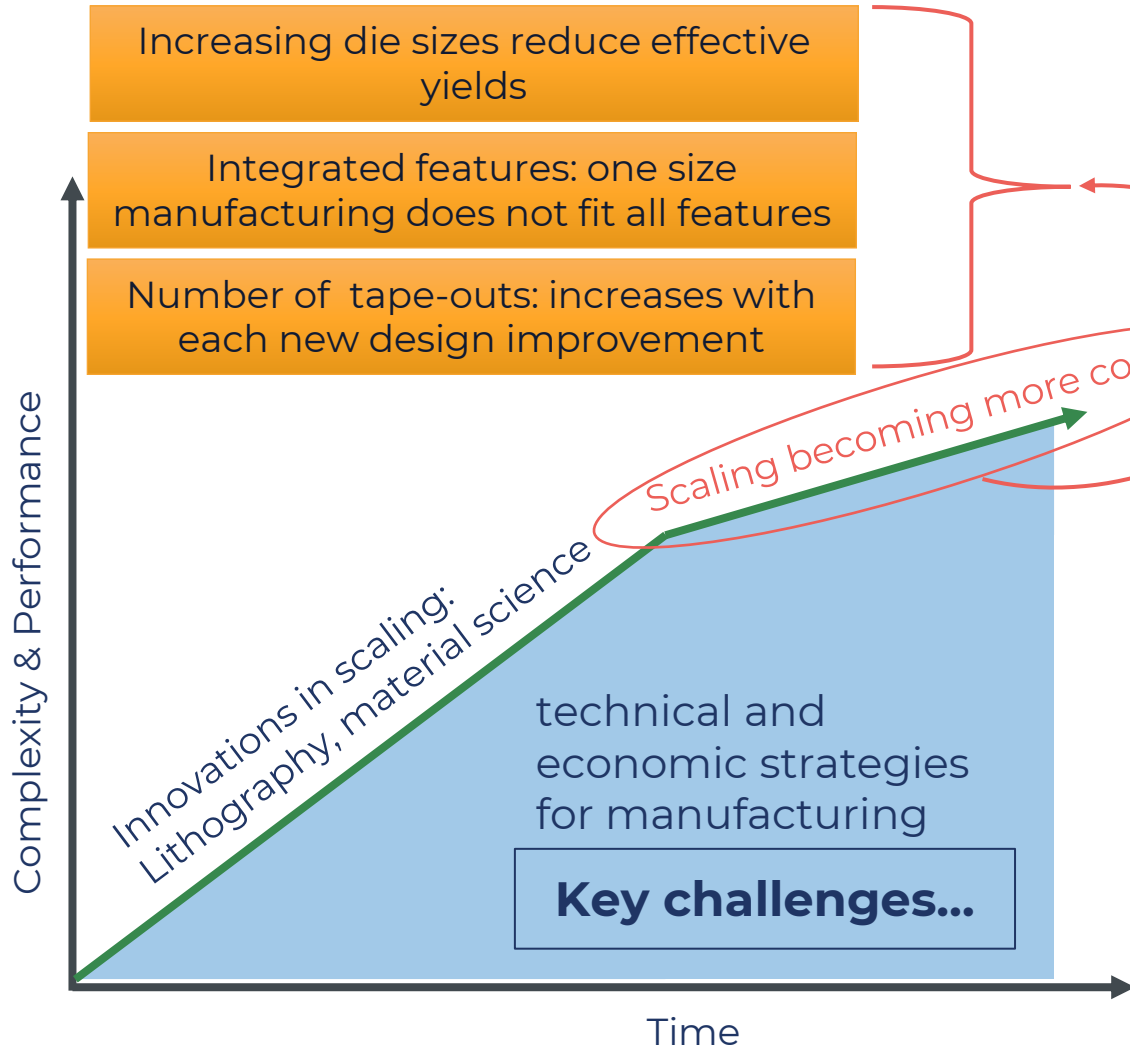 Increasing die sizes reduce effective
yields
Integrated features: one size
manufacturing does not fit all features
Number of tape-outs: increases with
each new design improvement
Complexity & Performance
Scaling becoming more
Innovations in scaling:
Lithography, material science
technical and
economic strategies
for manufacturing
Key challenges...
Time